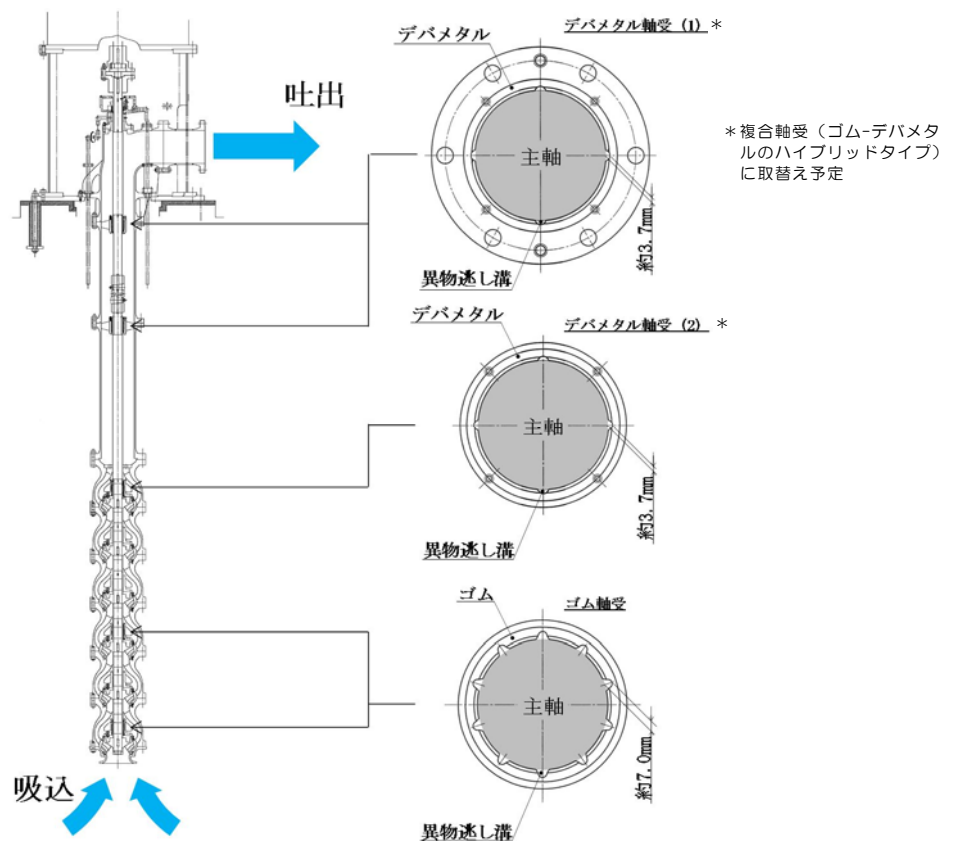 デバメタル
デバメタル軸受 (1) *
吐出
*
主軸
約3.7mm
異物逃し溝
*複合軸受(ゴム-デバメタ
ルのハイブリッドタイプ)
に取替え予定
デバメタル
デバメタル軸受 (2) *
主軸
約3.7mm
異物逃し溝
ゴム
ゴム軸受
主軸
約7.0mm
異物逃し溝
吸込